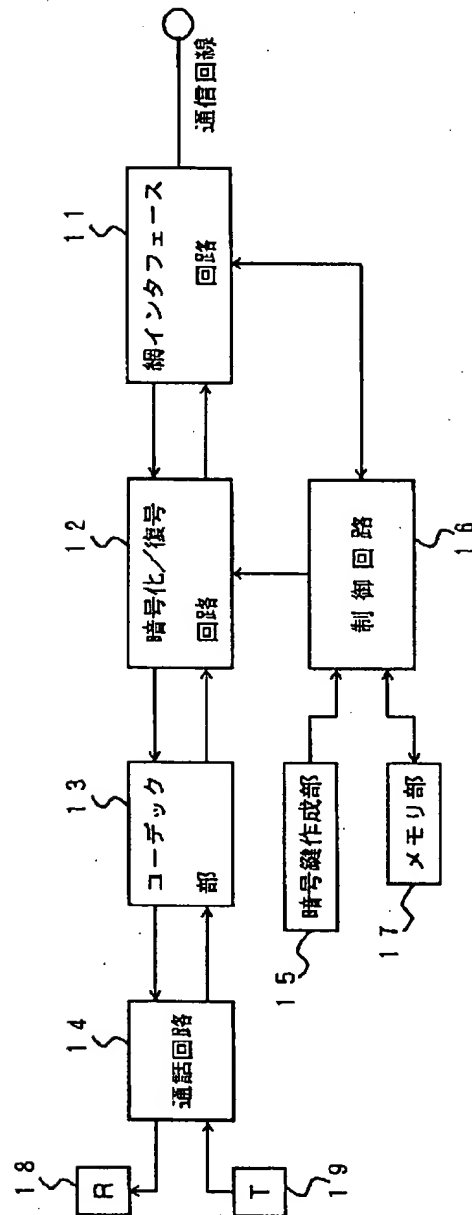 18
R
T
19
14
通話回路
13
コーデック
部
12
暗号化/復号
回路
11
網インタフェース
回路
通信回線
15
暗号鍵作成部
メモリ部
17
制御回路
16